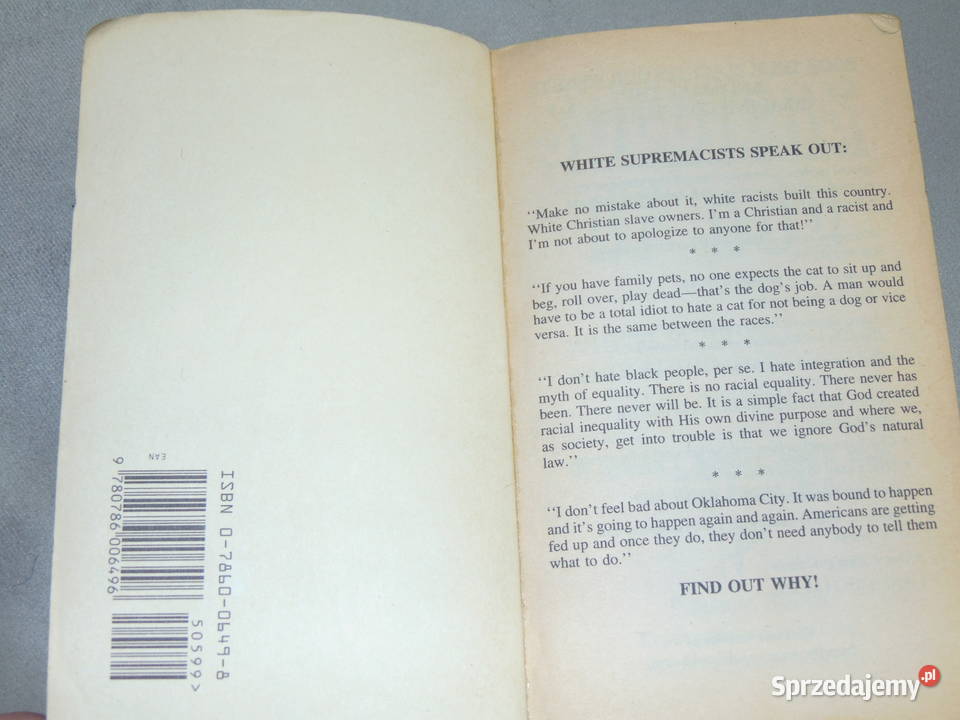 EAN
9 780786 006496
ISBN 0-7860-0649-8
50599>
WHITE SUPREMACISTS SPEAK OUT:
"Make no mistake about it, white racists built this country.
White Christian slave owners. I'm a Christian and a racist and
I'm not about to apologize to anyone for that!"
* * *
"If you have family pets, no one expects the cat to sit up and
beg, roll over, play dead—that's the dog's job. A man would
have to be a total idiot to hate a cat for not being a dog or vice
versa. It is the same between the races."
* * *
"I don't hate black people, per se. I hate integration and the
myth of equality. There is no racial equality. There never has
been. There never will be. It is a simple fact that God created
racial inequality with His own divine purpose and where we,
as society, get into trouble is that we ignore God's natural
law."
* * *
"I don't feel bad about Oklahoma City. It was bound to happen
and it's going to happen again and again. Americans are getting
fed up and once they do, they don't need anybody to tell them
what to do."
FIND OUT WHY!
Sprzedajemy.pl